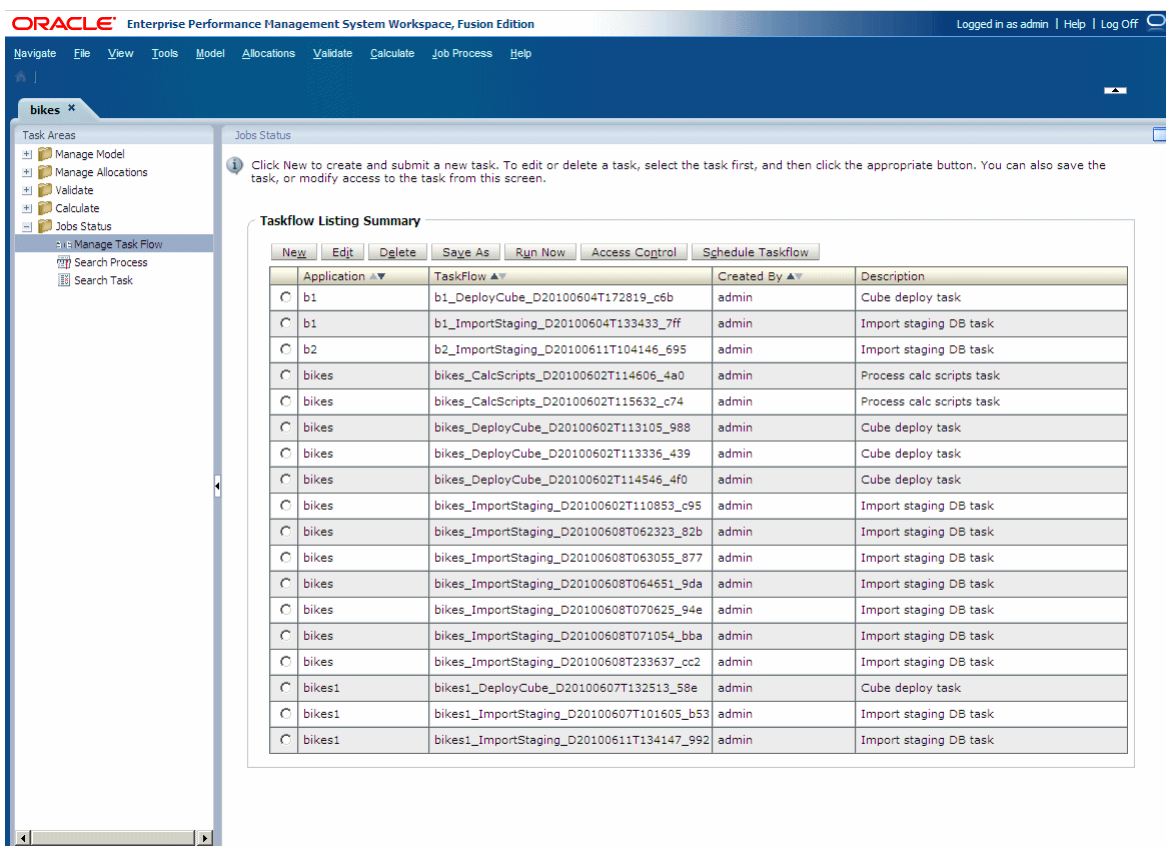 ORACLE Enterprise Performance Management System Workspace, Fusion Edition Logged in as admin | Help | Log Off
Navigate File View Tools Model Allocations Validate Calculate Job Process Help
bikes
Task Areas
Manage Model
Manage Allocations
Validate
Calculate
Jobs Status
Manage Task Flow
Search Process
Search Task
Jobs Status
Click New to create and submit a new task. To edit or delete a task, select the task first, and then click the appropriate button. You can also save the
task, or modify access to the task from this screen.
Taskflow Listing Summary
New Edit Delete Save As Run Now Access Control Schedule Taskflow
Application TaskFlow Created By Description
b1 b1_DeployCube_D20100604T172819_c6b admin Cube deploy task
b1 b1_ImportStaging_D20100604T133433_7ff admin Import staging DB task
b2 b2_ImportStaging_D20100611T104146_695 admin Import staging DB task
bikes bikes_CalcScripts_D20100602T114606_4a0 admin Process calc scripts task
bikes bikes_CalcScripts_D20100602T115632_c74 admin Process calc scripts task
bikes bikes_DeployCube_D20100602T113105_988 admin Cube deploy task
bikes bikes_DeployCube_D20100602T113336_439 admin Cube deploy task
bikes bikes_DeployCube_D20100602T114546_4f0 admin Cube deploy task
bikes bikes_ImportStaging_D20100602T110853_c95 admin Import staging DB task
bikes bikes_ImportStaging_D20100608T062323_82b admin Import staging DB task
bikes bikes_ImportStaging_D20100608T063055_877 admin Import staging DB task
bikes bikes_ImportStaging_D20100608T064651_9da admin Import staging DB task
bikes bikes_ImportStaging_D20100608T070625_94e admin Import staging DB task
bikes bikes_ImportStaging_D20100608T071054_bba admin Import staging DB task
bikes bikes_ImportStaging_D20100608T233637_cc2 admin Import staging DB task
bikes1 bikes1_DeployCube_D20100607T132513_58e admin Cube deploy task
bikes1 bikes1_ImportStaging_D20100607T101605_b53 admin Import staging DB task
bikes1 bikes1_ImportStaging_D20100611T134147_992 admin Import staging DB task